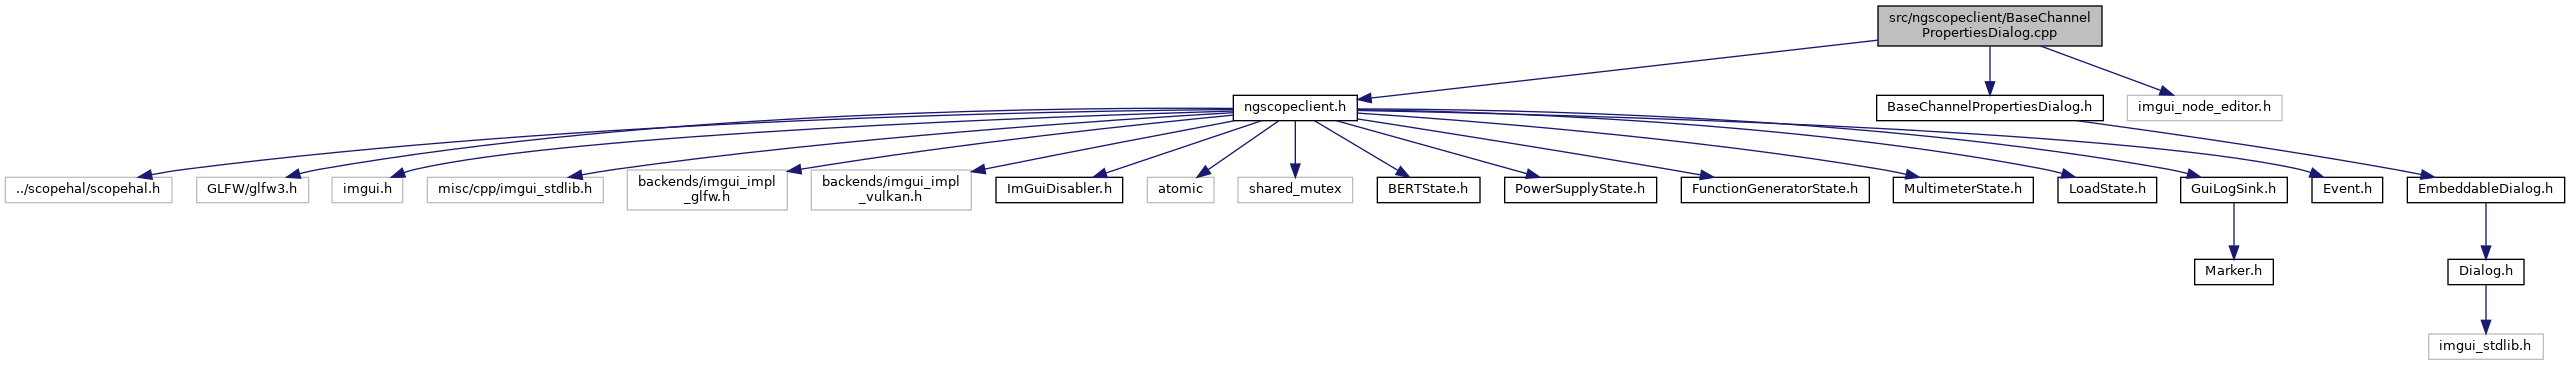 src/ngscopeclient/BaseChannel
PropertiesDialog.cpp
ngscopeclient.h
BaseChannelPropertiesDialog.h
imgui_node_editor.h
../scopehal/scopehal.h
GLFW/glfw3.h
imgui.h
misc/cpp/imgui_stdlib.h
backends/imgui_impl
_glfw.h
backends/imgui_impl
_vulkan.h
ImGuiDisabler.h
atomic
shared_mutex
BERTState.h
PowerSupplyState.h
FunctionGeneratorState.h
MultimeterState.h
LoadState.h
GuiLogSink.h
Event.h
EmbeddableDialog.h
Marker.h
Dialog.h
imgui_stdlib.h